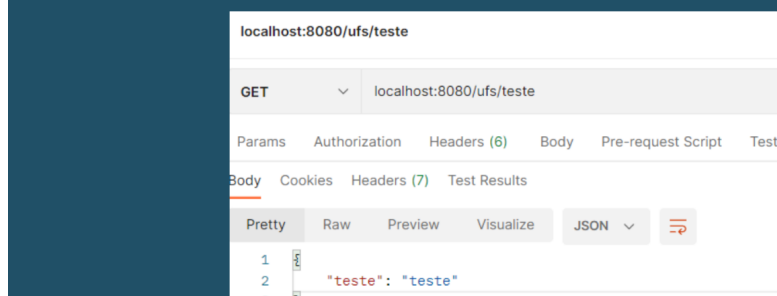 localhost:8080/ufs/teste
GET localhost:8080/ufs/teste
Params Authorization Headers (6) Body Pre-request Script Test
Body Cookies Headers (7) Test Results
Pretty Raw Preview Visualize JSON
1 {
2 "teste": "teste"